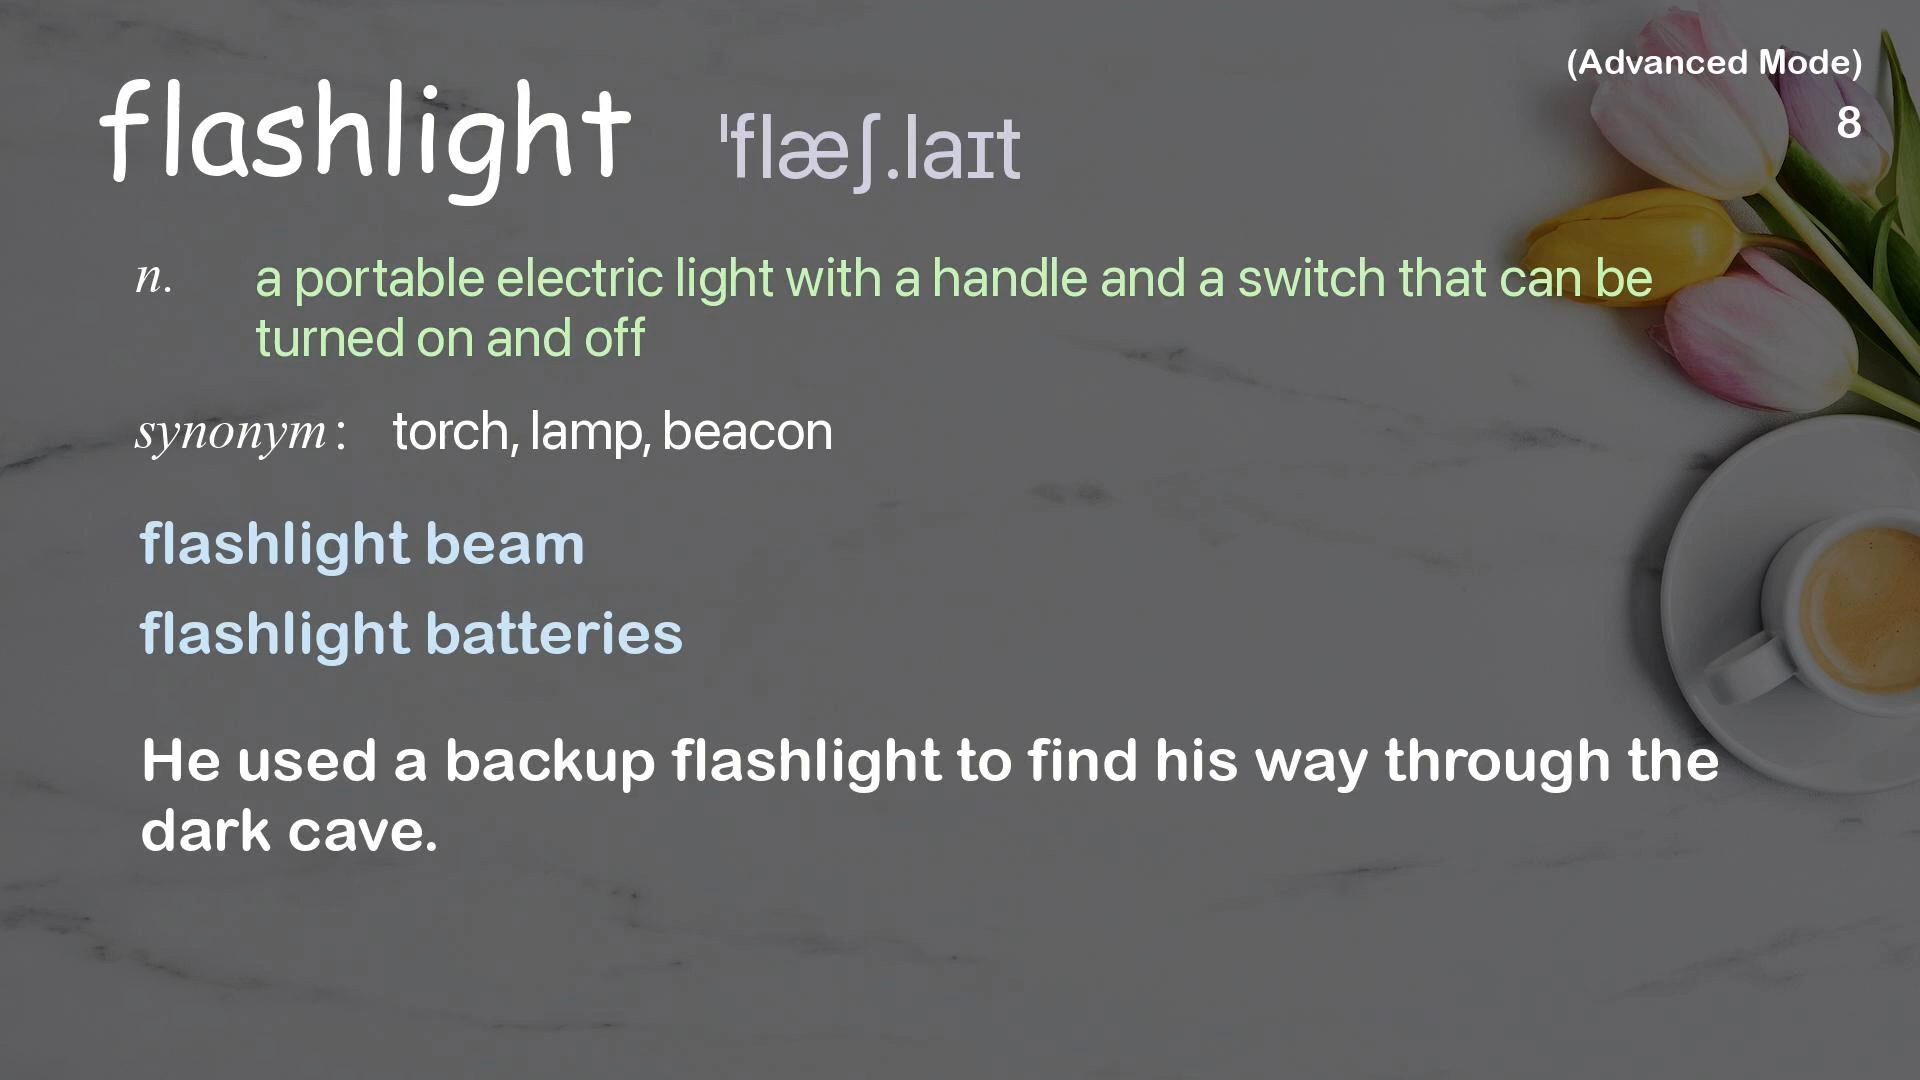 (Advanced Mode)
8
flashlight ˈflæʃ.laɪt
n. a portable electric light with a handle and a switch that can be
turned on and off
synonym: torch, lamp, beacon
flashlight beam
flashlight batteries
He used a backup flashlight to find his way through the
dark cave.